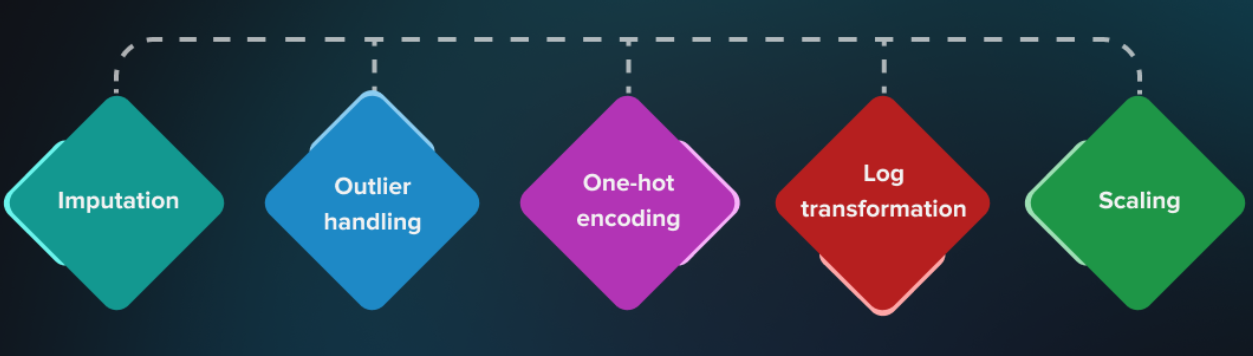 Imputation
Outlier
handling
One-hot
encoding
Log
transformation
Scaling